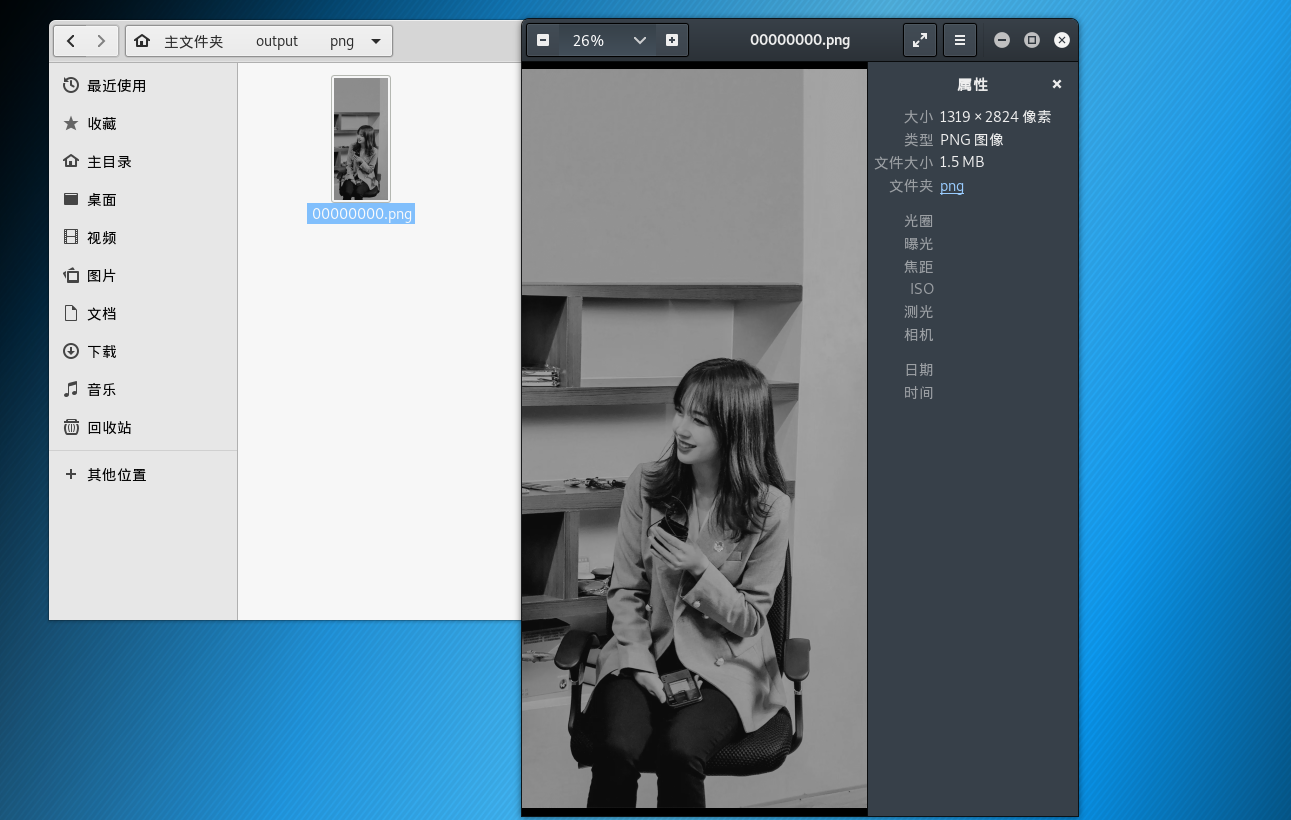 主文件夹 output png
最近使用
收藏
主目录
桌面
视频
图片
文档
下载
音乐
回收站
其他位置
00000000.png
26%
00000000.png
属性
大小 1319 × 2824 像素
类型 PNG 图像
文件大小 1.5 MB
文件夹 png
光圈
曝光
焦距
ISO
测光
相机
日期
时间